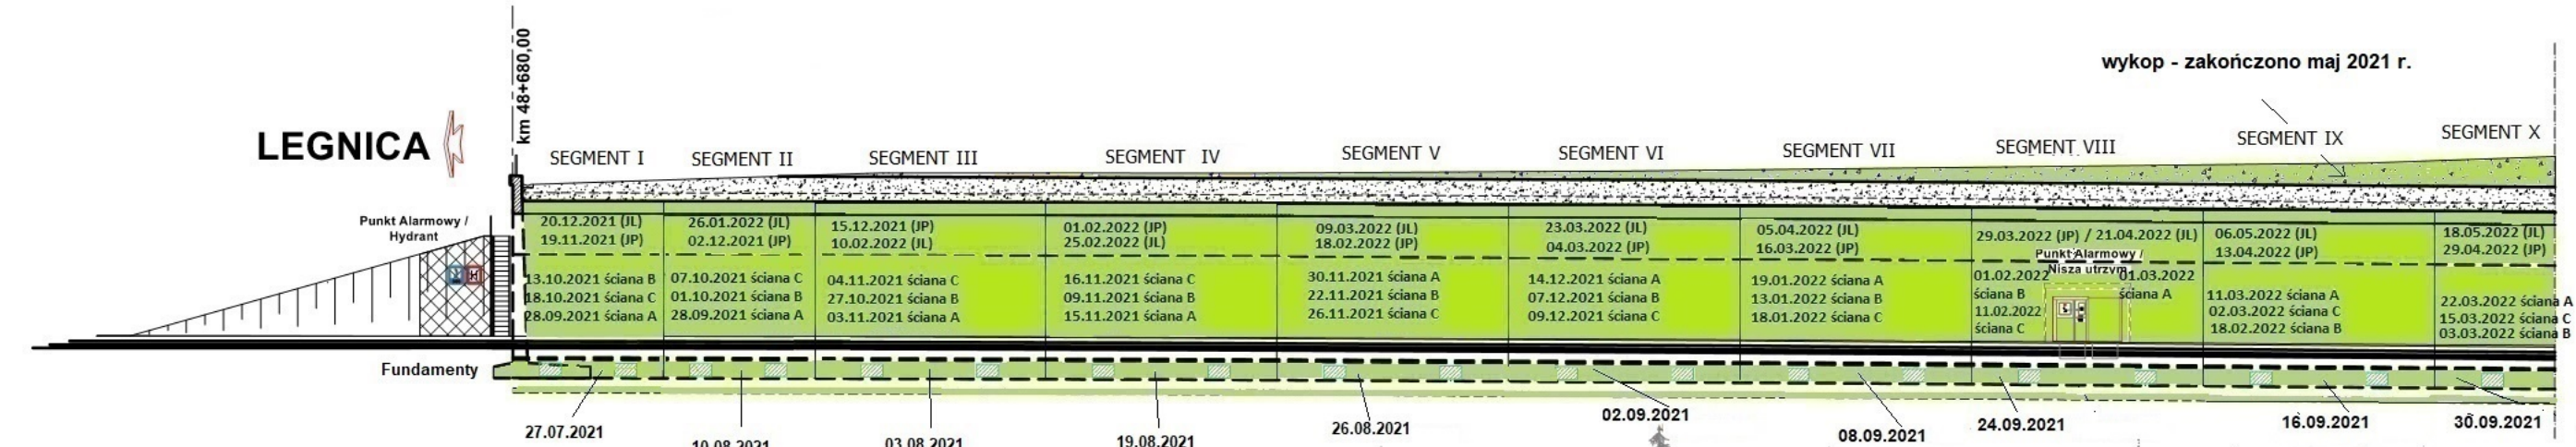 km 48+680,00
wykop - zakończono maj 2021 r.
LEGNICA
SEGMENT I
SEGMENT II
SEGMENT III
SEGMENT IV
SEGMENT V
SEGMENT VI
SEGMENT VII
SEGMENT VIII
SEGMENT IX
SEGMENT X
Punkt Alarmowy /
Hydrant
20.12.2021 (JL)
19.11.2021 (JP)
13.10.2021 ściana B
18.10.2021 ściana C
28.09.2021 ściana A
26.01.2022 (JL)
02.12.2021 (JP)
07.10.2021 ściana C
01.10.2021 ściana B
28.09.2021 ściana A
15.12.2021 (JP)
10.02.2022 (JL)
04.11.2021 ściana C
27.10.2021 ściana B
03.11.2021 ściana A
01.02.2022 (JP)
25.02.2022 (JL)
16.11.2021 ściana C
09.11.2021 ściana B
15.11.2021 ściana A
09.03.2022 (JL)
18.02.2022 (JP)
30.11.2021 ściana A
22.11.2021 ściana B
26.11.2021 ściana C
23.03.2022 (JL)
04.03.2022 (JP)
14.12.2021 ściana A
07.12.2021 ściana B
09.12.2021 ściana C
05.04.2022 (JL)
16.03.2022 (JP)
19.01.2022 ściana A
13.01.2022 ściana B
18.01.2022 ściana C
29.03.2022 (JP) / 21.04.2022 (JL)
Punkt Alarmowy /
Nisza utrzym.
01.02.2022
ściana B
11.02.2022
ściana C
01.03.2022
ściana A
06.05.2022 (JL)
13.04.2022 (JP)
11.03.2022 ściana A
02.03.2022 ściana C
18.02.2022 ściana B
18.05.2022 (JL)
29.04.2022 (JP)
22.03.2022 ściana A
15.03.2022 ściana C
03.03.2022 ściana B
Fundamenty
27.07.2021
10.08.2021
03.08.2021
19.08.2021
26.08.2021
02.09.2021
08.09.2021
24.09.2021
16.09.2021
30.09.2021